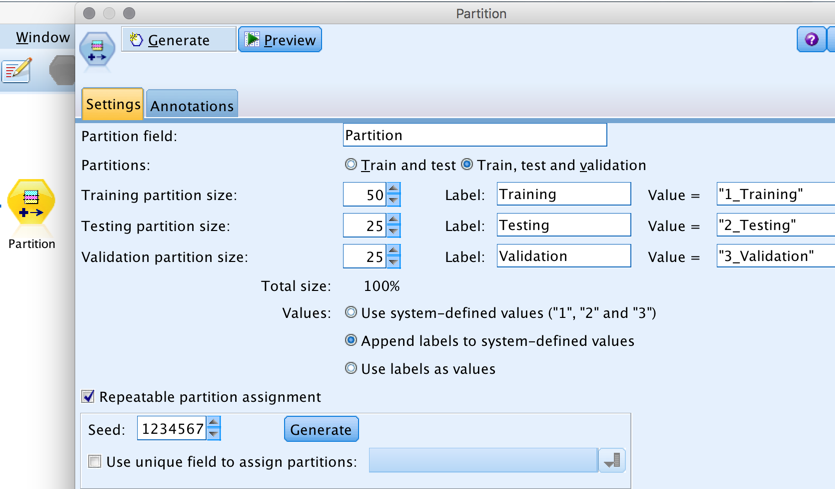 Partition
Window
Generate
Preview
?
Settings
Annotations
Partition field:
Partition
Partitions:
Train and test
Train, test and validation
Training partition size:
50
Label:
Training
Value =
"1_Training"
Testing partition size:
25
Label:
Testing
Value =
"2_Testing"
Validation partition size:
25
Label:
Validation
Value =
"3_Validation"
Partition
Total size:
100%
Values:
Use system-defined values ("1", "2" and "3")
Append labels to system-defined values
Use labels as values
Repeatable partition assignment
Seed:
1234567
Generate
Use unique field to assign partitions: